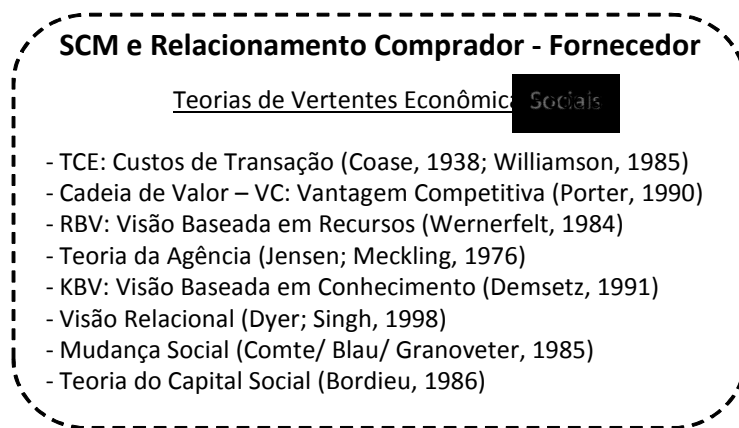 SCM e Relacionamento Comprador - Fornecedor
Teorias de Vertentes Econômica Sociais
- TCE: Custos de Transação (Coase, 1938; Williamson, 1985)
- Cadeia de Valor – VC: Vantagem Competitiva (Porter, 1990)
- RBV: Visão Baseada em Recursos (Wernerfelt, 1984)
- Teoria da Agência (Jensen; Meckling, 1976)
- KBV: Visão Baseada em Conhecimento (Demsetz, 1991)
- Visão Relacional (Dyer; Singh, 1998)
- Mudança Social (Comte/ Blau/ Granoveter, 1985)
- Teoria do Capital Social (Bordieu, 1986)